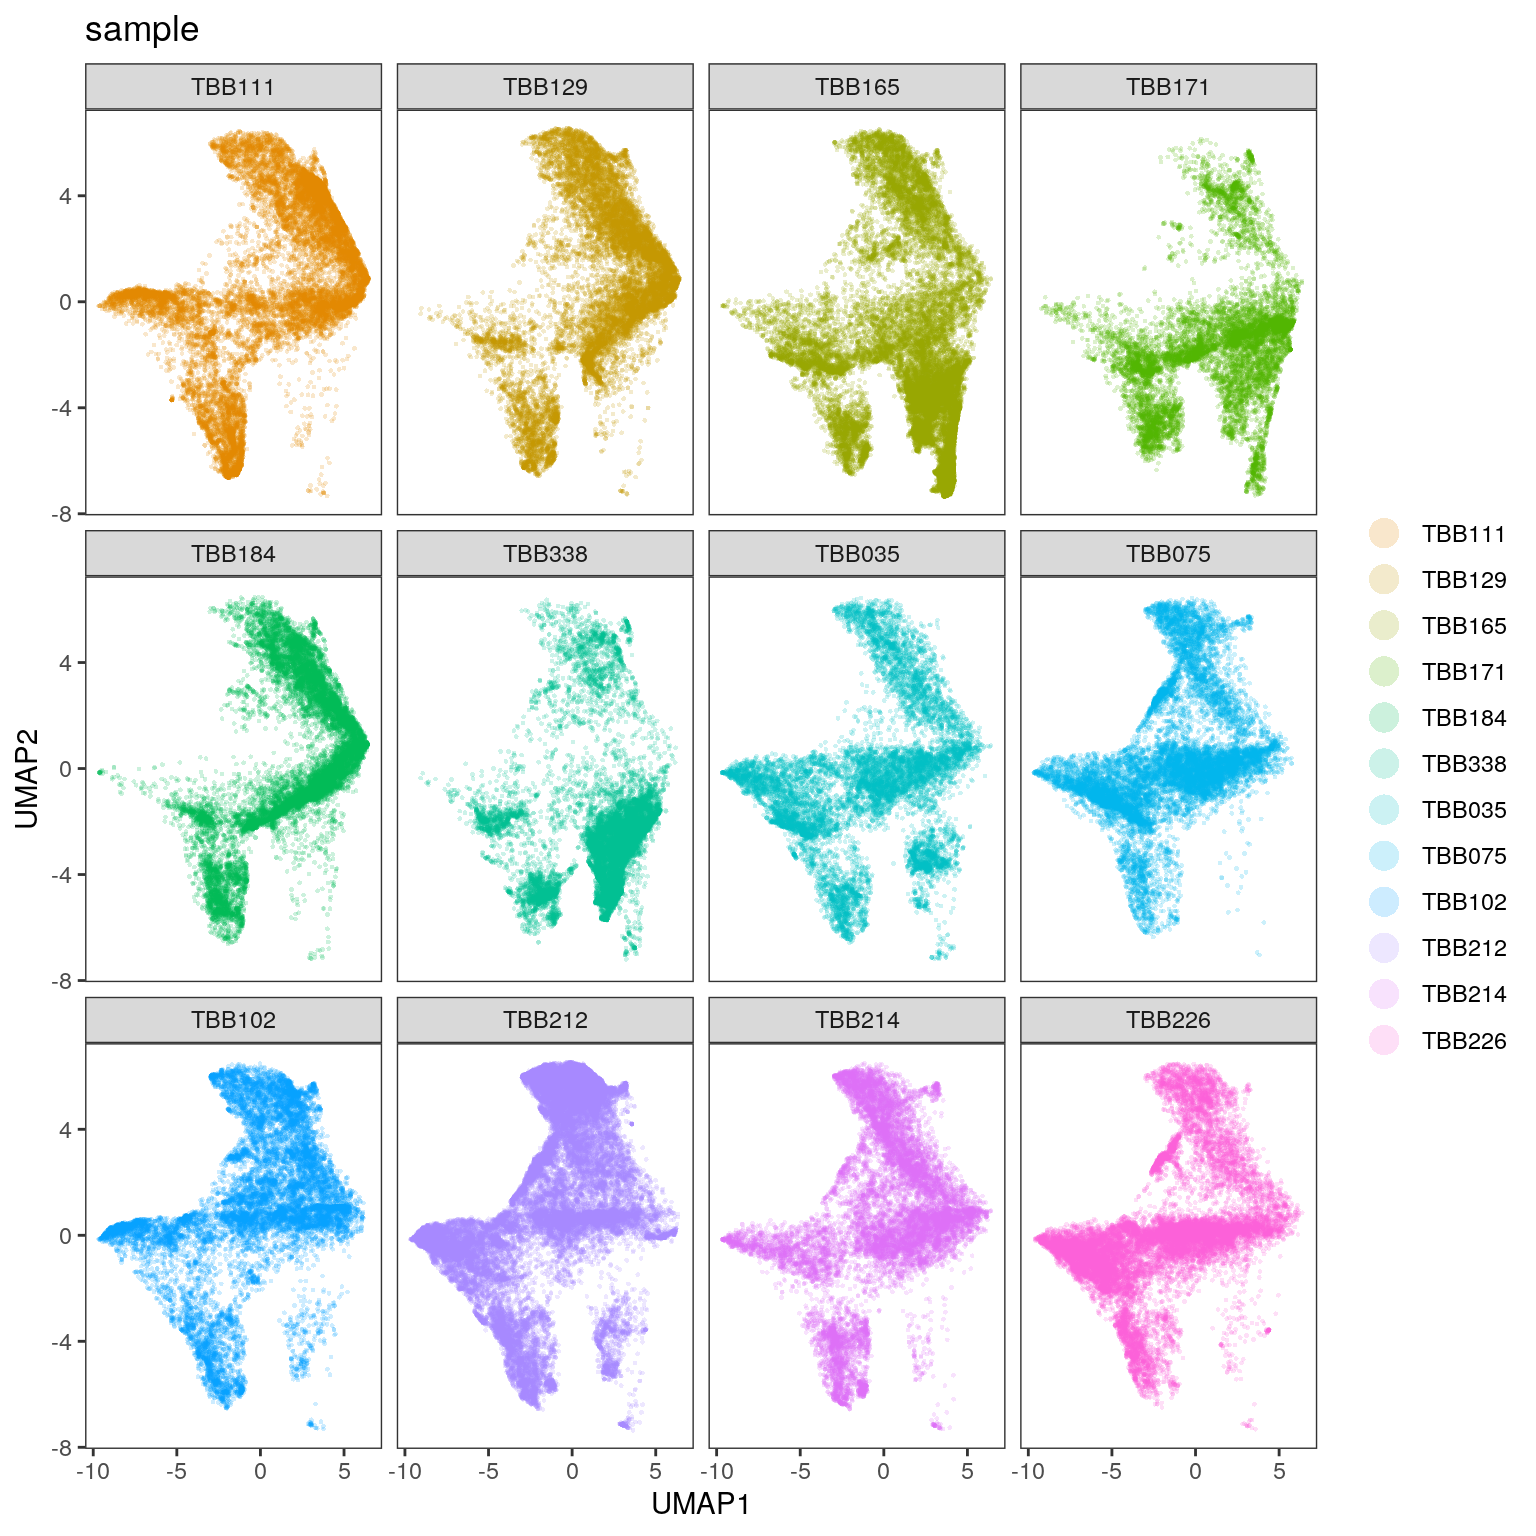 sample
TBB111 TBB129 TBB165 TBB171
4
0
-4
-8
TBB184 TBB338 TBB035 TBB075
4
0
-4
-8
TBB102 TBB212 TBB214 TBB226
4
0
-4
-8
-10 -5 0 5 -10 -5 0 5 -10 -5 0 5 -10 -5 0 5
UMAP1
UMAP2
TBB111
TBB129
TBB165
TBB171
TBB184
TBB338
TBB035
TBB075
TBB102
TBB212
TBB214
TBB226